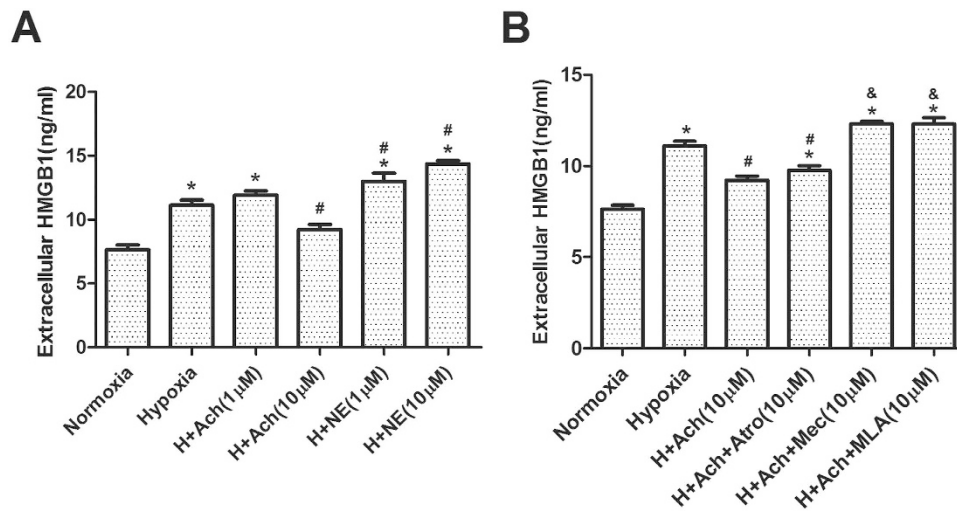 A
Extracellular HMGB1(ng/ml)
20
15
10
5
0
*
*
#
#
*
#
*
Normoxia
Hypoxia
H+Ach(1μM)
H+Ach(10μM)
H+NE(1μM)
H+NE(10μM)
B
Extracellular HMGB1(ng/ml)
15
10
5
0
*
#
#
*
&
*
&
*
Normoxia
Hypoxia
H+Ach(10μM)
H+Ach+Atro(10μM)
H+Ach+Mec(10μM)
H+Ach+MLA(10μM)